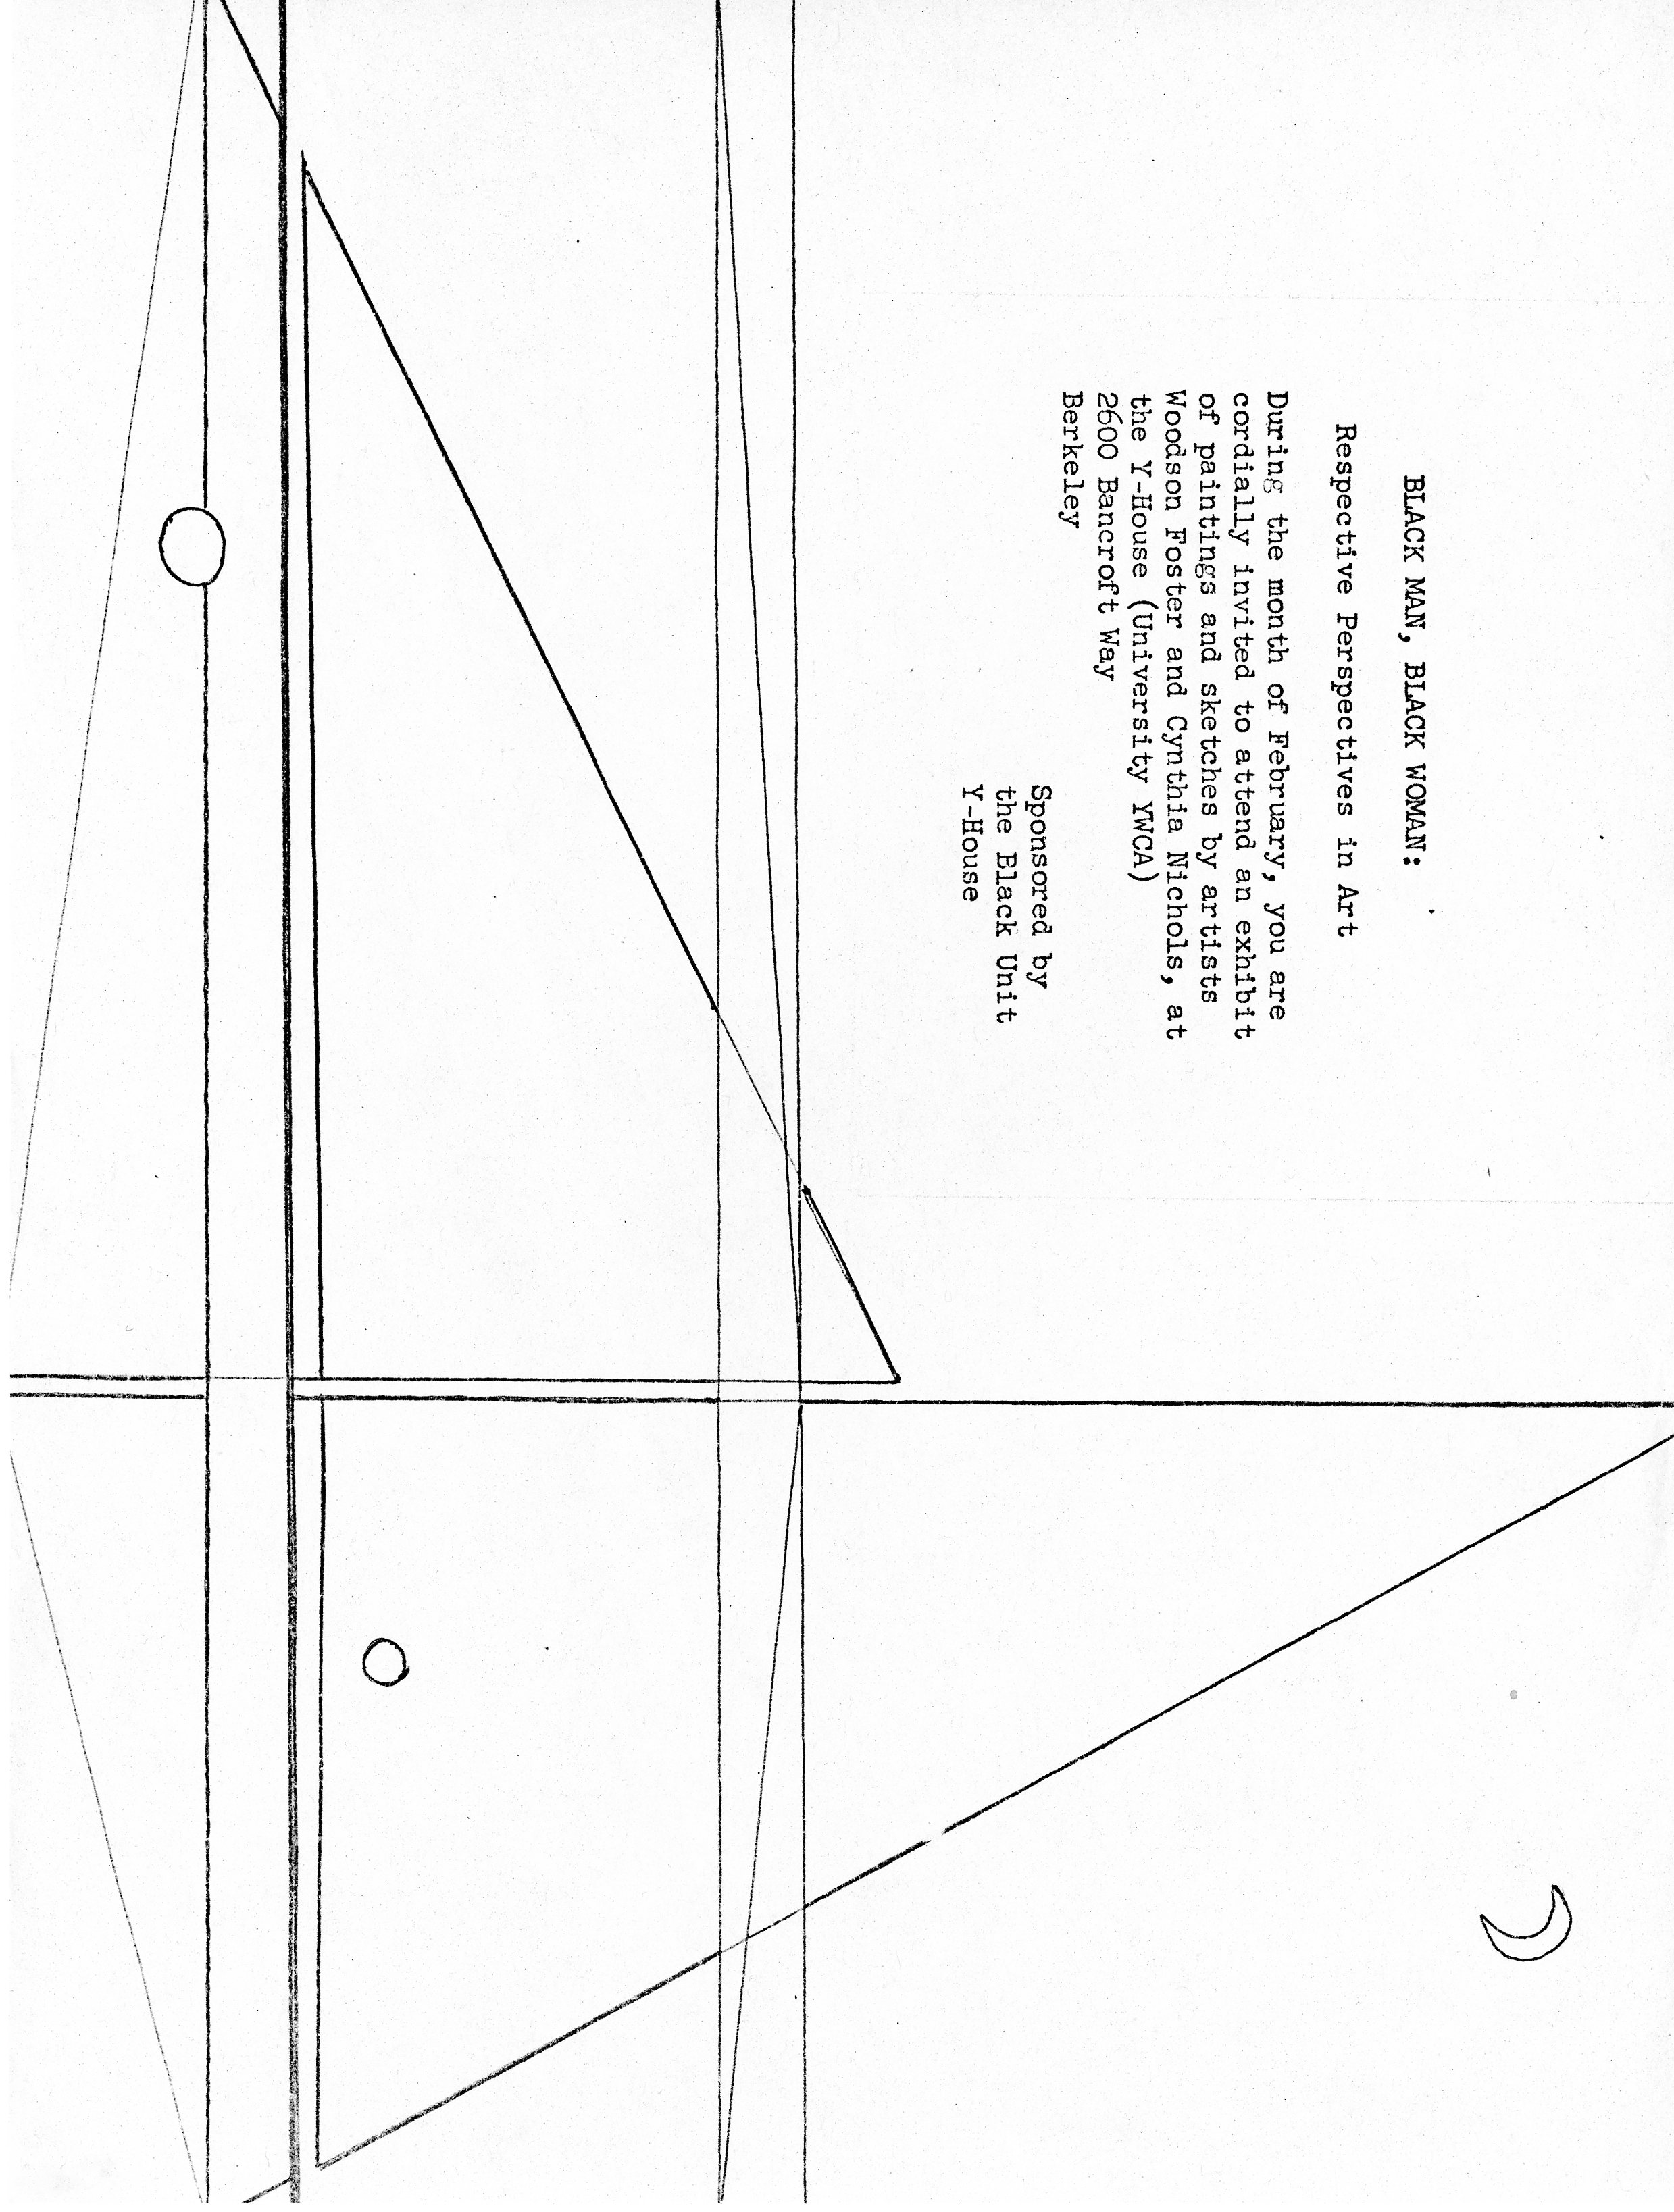 BLACK MAN, BLACK WOMAN:
Respective Perspectives in Art
During the month of February, you are
cordially invited to attend an exhibit
of paintings and sketches by artists
Woodson Foster and Cynthia Nichols, at
the Y-House (University YWCA)
2600 Bancroft Way
Berkeley
Sponsored by
the Black Unit
Y-House